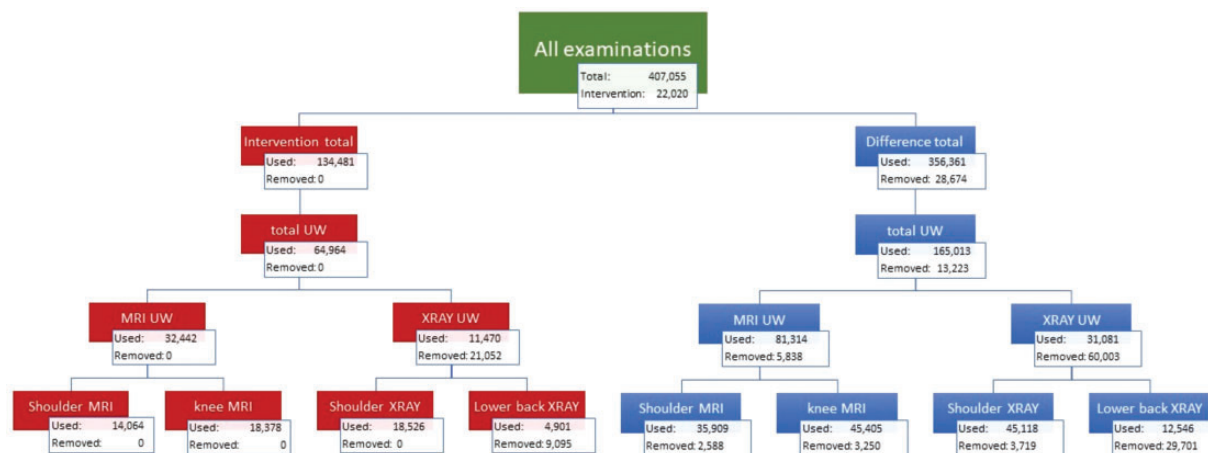 All examinations
Total: 407,055
Intervention: 22,020
Intervention total
Used: 134,481
Removed: 0
Difference total
Used: 356,361
Removed: 28,674
total UW
Used: 64,964
Removed: 0
total UW
Used: 165,013
Removed: 13,223
MRI UW
Used: 32,442
Removed: 0
XRAY UW
Used: 11,470
Removed: 21,052
MRI UW
Used: 81,314
Removed: 5,838
XRAY UW
Used: 31,081
Removed: 60,003
Shoulder MRI
Used: 14,064
Removed: 0
knee MRI
Used: 18,378
Removed: 0
Shoulder XRAY
Used: 18,526
Removed: 0
Lower back XRAY
Used: 4,901
Removed: 9,095
Shoulder MRI
Used: 35,909
Removed: 2,588
knee MRI
Used: 45,405
Removed: 3,250
Shoulder XRAY
Used: 45,118
Removed: 3,719
Lower back XRAY
Used: 12,546
Removed: 29,701